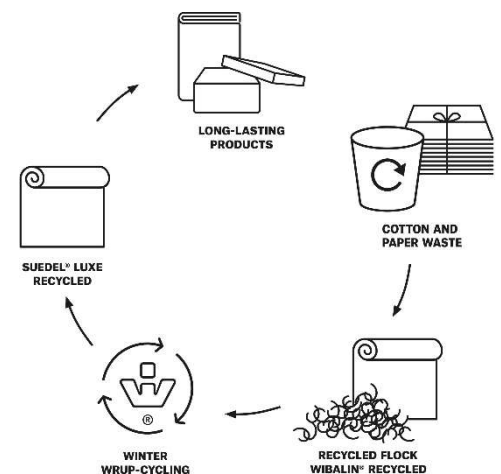 LONG-LASTING
PRODUCTS
COTTON AND
PAPER WASTE
SUEDEL® LUXE
RECYCLED
®
WINTER
WRUP-CYCLING
RECYCLED FLOCK
WIBALIN® RECYCLED